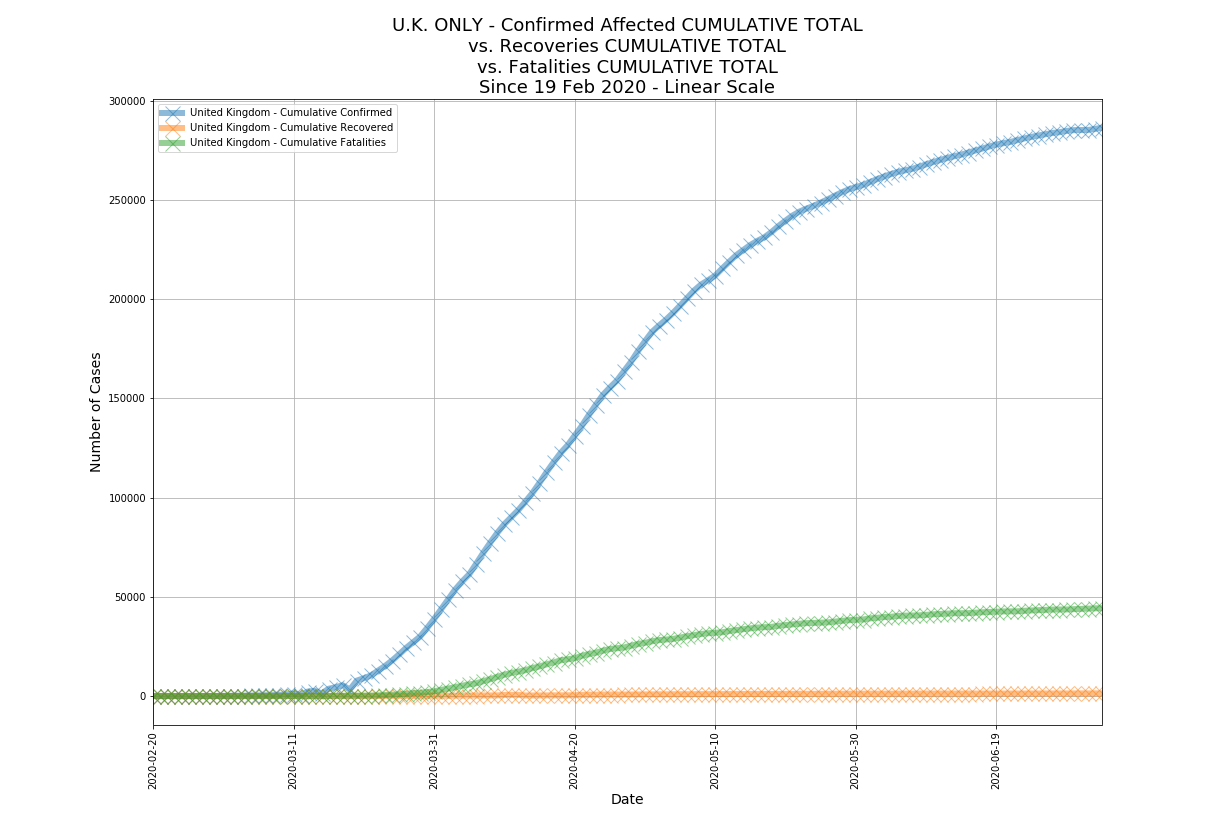 U.K. ONLY - Confirmed Affected CUMULATIVE TOTAL
vs. Recoveries CUMULATIVE TOTAL
vs. Fatalities CUMULATIVE TOTAL
Since 19 Feb 2020 - Linear Scale
United Kingdom - Cumulative Confirmed
United Kingdom - Cumulative Recovered
United Kingdom - Cumulative Fatalities
Number of Cases
300000
250000
200000
150000
100000
50000
0
2020-02-20
2020-03-11
2020-03-31
2020-04-20
2020-05-10
2020-05-30
2020-06-19
Date